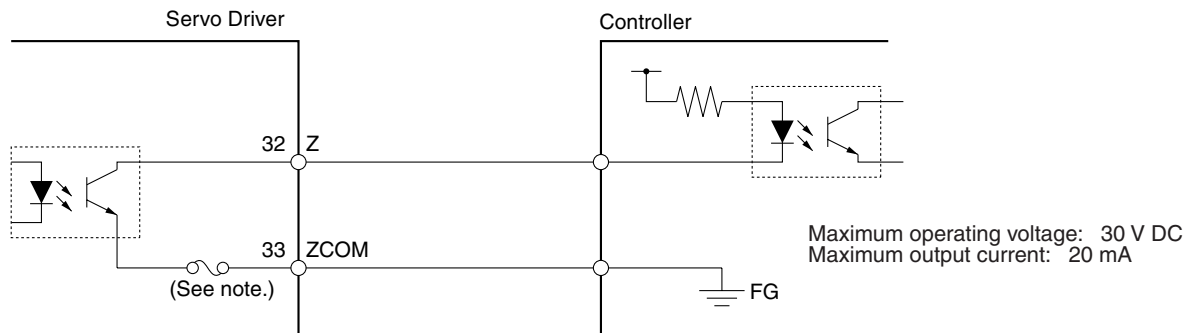 Servo Driver
Controller
32 Z
33 ZCOM
(See note.)
FG
Maximum operating voltage: 30 V DC
Maximum output current: 20 mA